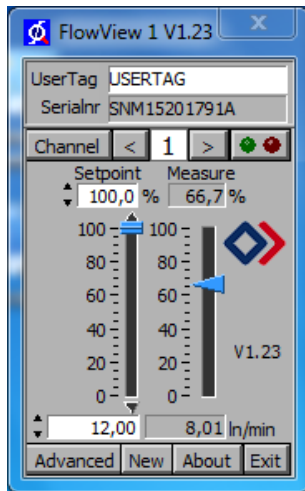 FlowView 1 V1.23
x
UserTag USERTAG
Serialnr SNM15201791A
Channel < 1 >
Setpoint Measure
100,0 % 66,7 %
100 100
80 80
60 60
40 40
V1.23
20 20
0 0
12,00 8,01 ln/min
Advanced New About Exit